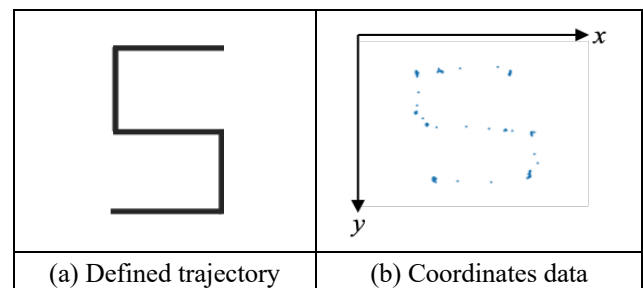 x
y
(a) Defined trajectory
(b) Coordinates data